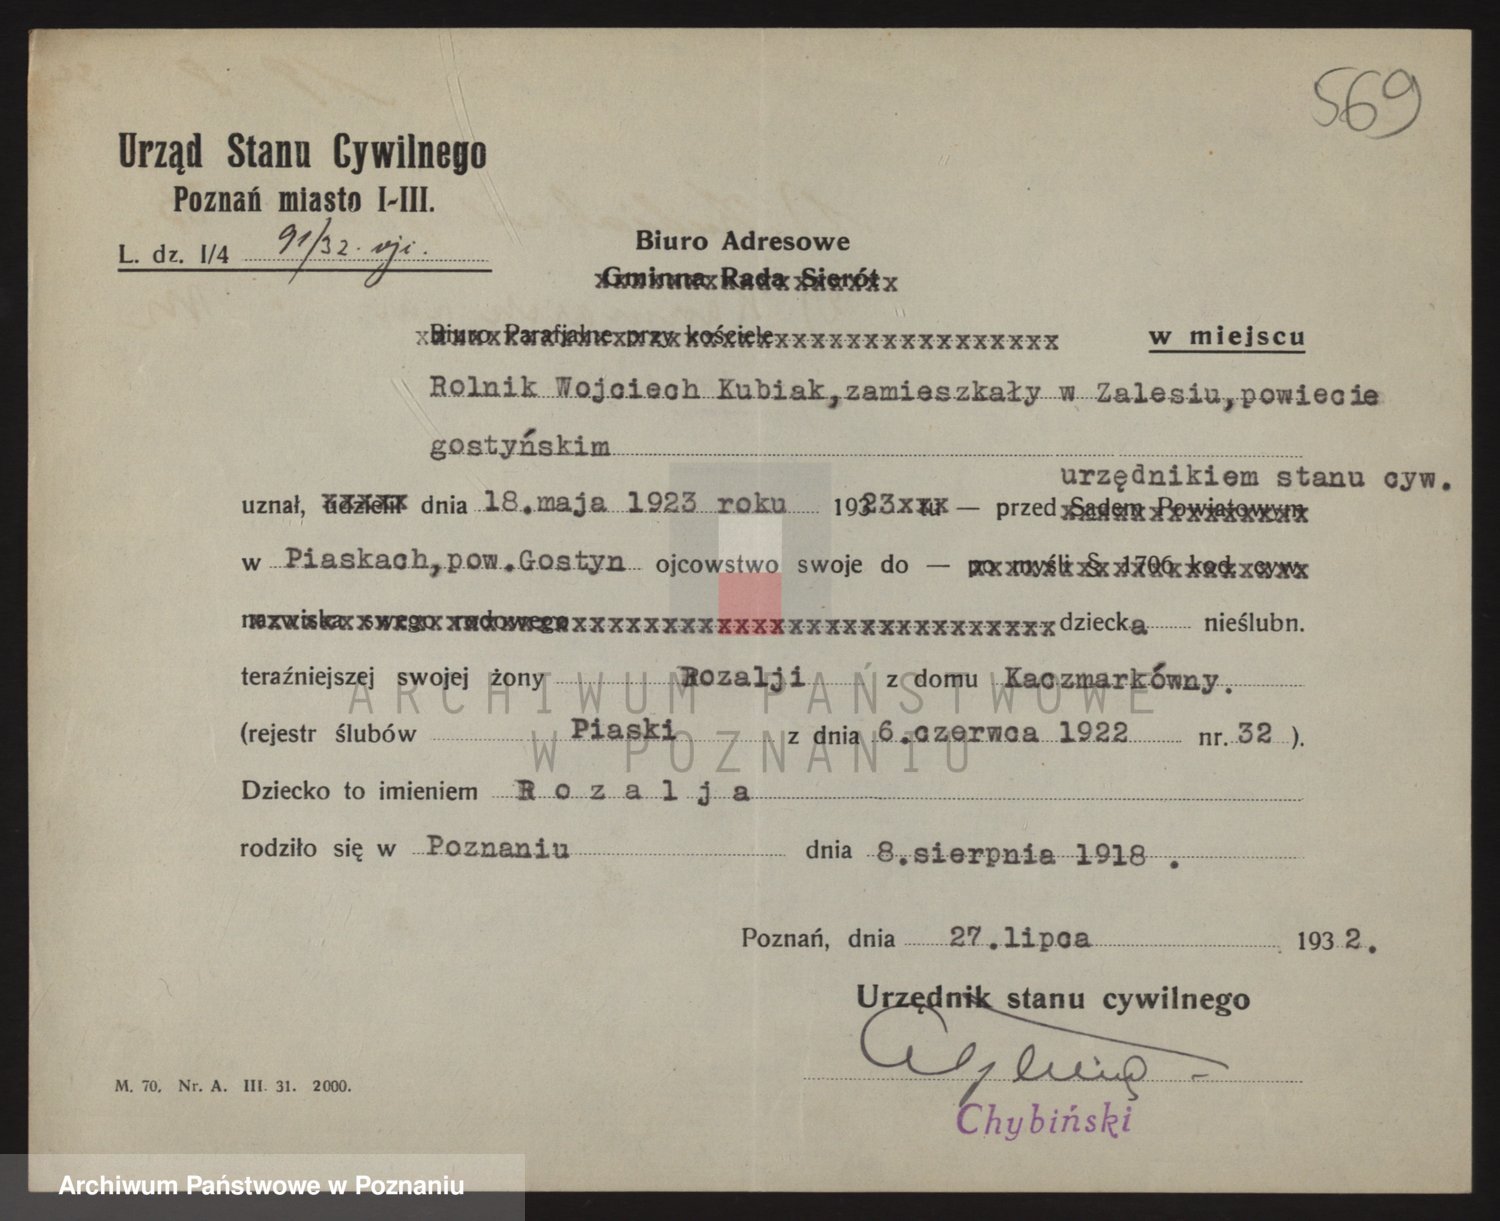 569
Urząd Stanu Cywilnego
Poznań miasto I-III.
L. dz. I/4 91/32.
Biuro Adresowe
Gminna Rada Sierót
Biuro Parafjalne przy kościele w miejscu
Rolnik Wojciech Kubiak,zamieszkały w Zalesiu,powiecie
gostyńskim
urzędnikiem stanu cyw.
uznał, udzielił dnia 18.maja 1923 roku 19323xxx tu — przed Sądem Powiatowym
w Piaskach,pow.Gostyn ojcowstwo swoje do — po myśli § 1706 kod. cyw.
nazwiska swego rodowego dziecka nieślubn.
teraźniejszej swojej żony Rozalji z domu Kaczmarkówny.
(rejestr ślubów Piaski z dnia 6.czerwca 1922 nr. 32 ).
Dziecko to imieniem R o z a l j a
rodziło się w Poznaniu dnia 8.sierpnia 1918 .
Poznań, dnia 27.lipca 1932.
Urzędnik stanu cywilnego
Chybiński
M. 70. Nr. A. III. 31. 2000.
ARCHIWUM PAŃSTWOWE
W POZNANIU
Archiwum Państwowe w Poznaniu